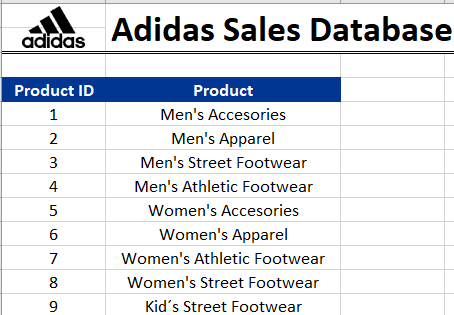 adidas
Adidas Sales Database
Product ID Product
1 Men's Accesories
2 Men's Apparel
3 Men's Street Footwear
4 Men's Athletic Footwear
5 Women's Accesories
6 Women's Apparel
7 Women's Athletic Footwear
8 Women's Street Footwear
9 Kid´s Street Footwear